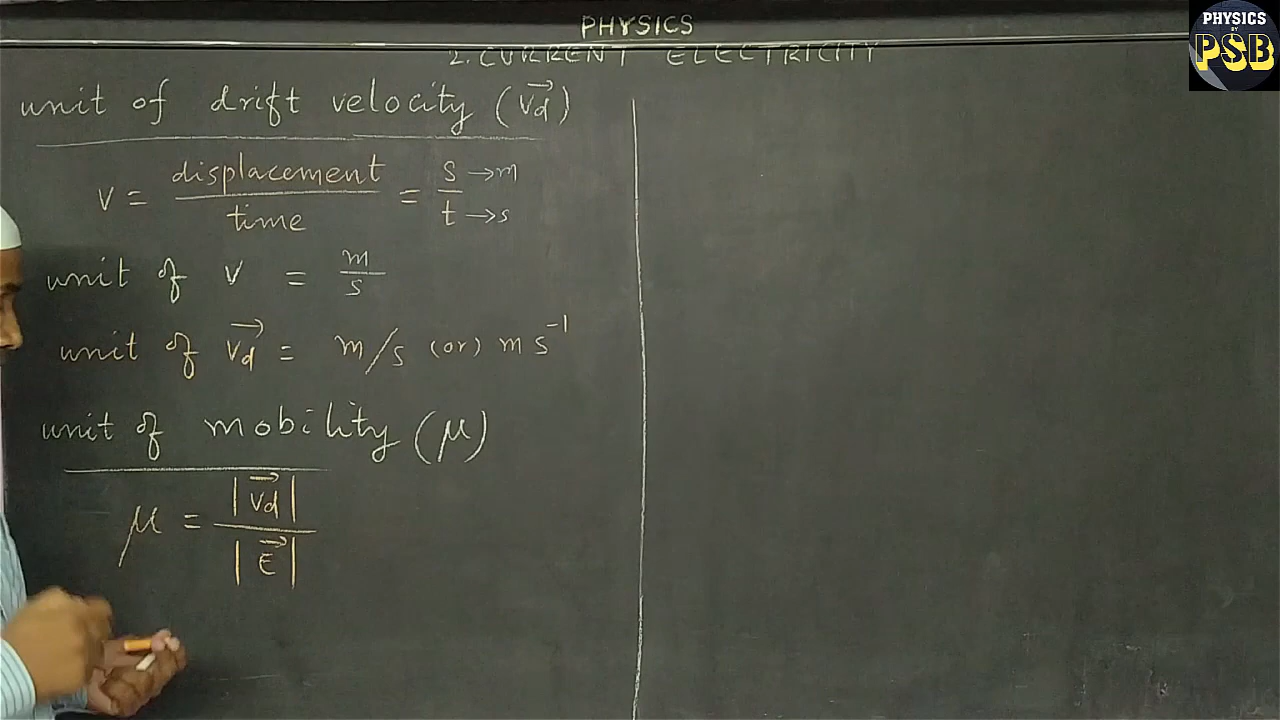 PHYSICS
PHYSICS
BY
PSB
2. CURRENT ELECTRICITY
unit of drift velocity (v⃗d)
v = displacement/time = s→m/t→s
unit of v = m/s
unit of v⃗d = m/s (or) m s⁻¹
unit of mobility (μ)
μ = |v⃗d|/|E⃗|